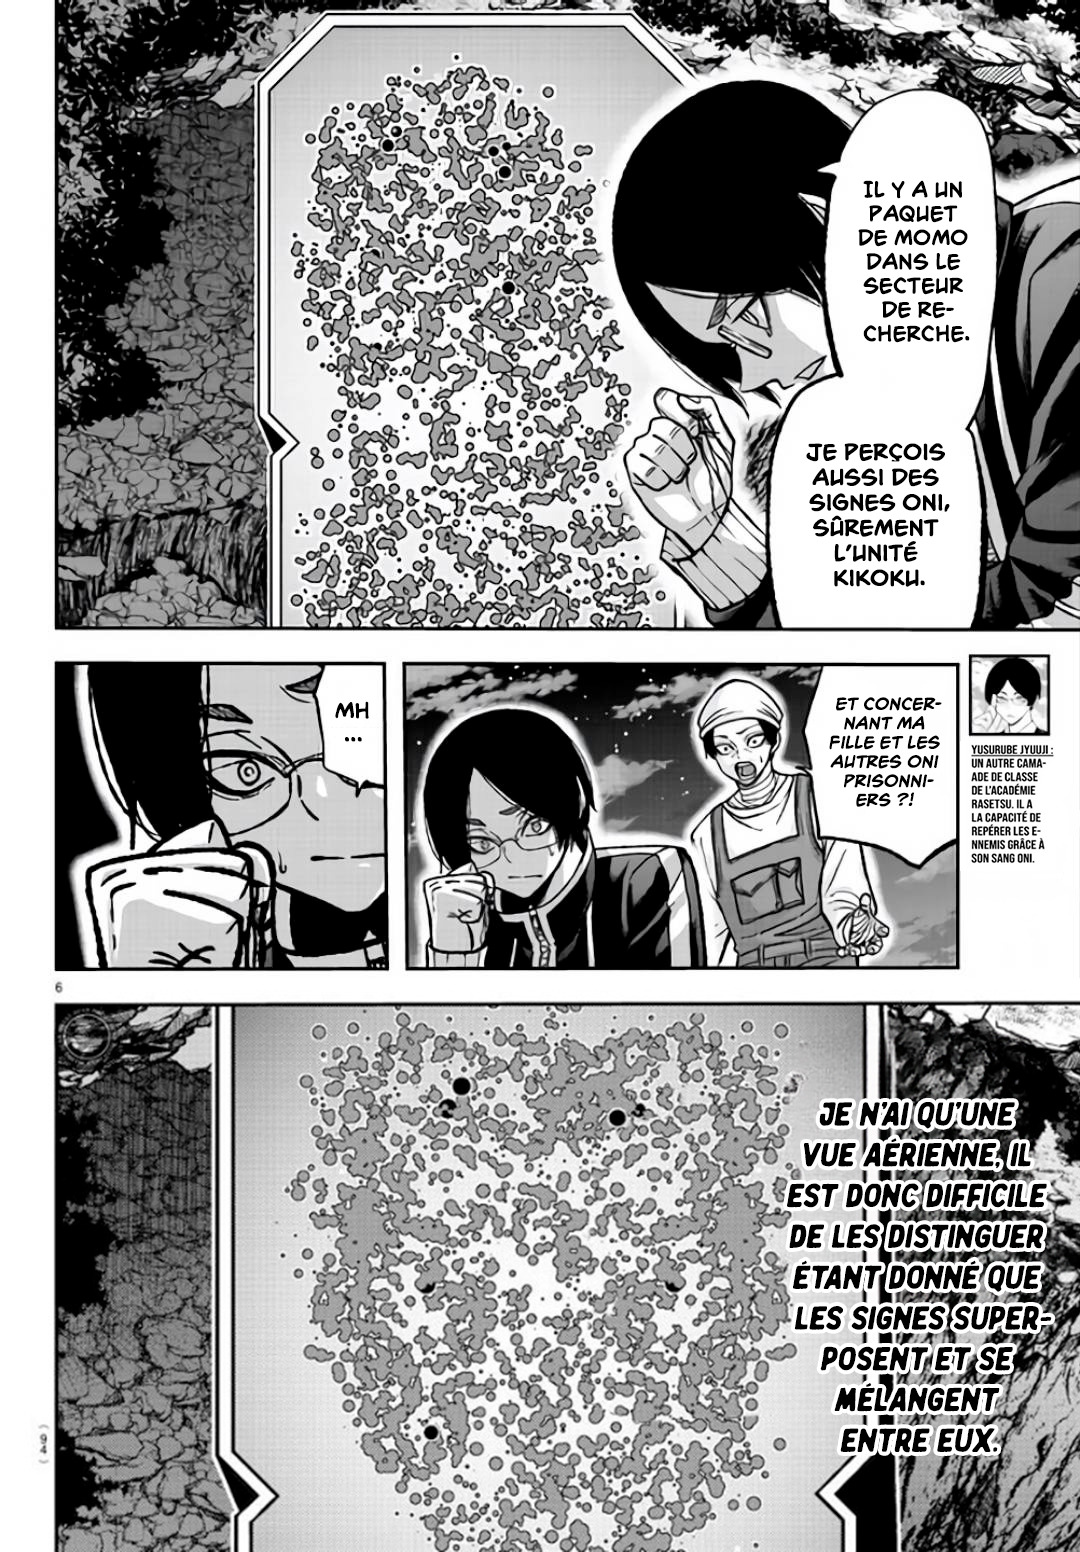 IL Y A UN
PAQUET
DE MOMO
DANS LE
SECTEUR
DE RE-
CHERCHE.
JE PERÇOIS
AUSSI DES
SIGNES ONI,
SÛREMENT
L'UNITÉ
KIKOKU.
ET CONCER-
NANT MA
FILLE ET LES
AUTRES ONI
PRISONNI-
ERS ?!
YUSURUBE JYUUJI :
UN AUTRE CAMA-
ADE DE CLASSE
DE L'ACADÉMIE
RASETSU. IL A
LA CAPACITÉ DE
REPÉRER LES E-
NNEMIS GRÂCE À
SON SANG ONI.
MH
...
6
JE N'AI QU'UNE
VUE AÉRIENNE, IL
EST DONC DIFFICILE
DE LES DISTINGUER
ÉTANT DONNÉ QUE
LES SIGNES SUPER-
POSENT ET SE
MÉLANGENT
ENTRE EUX.
(94)